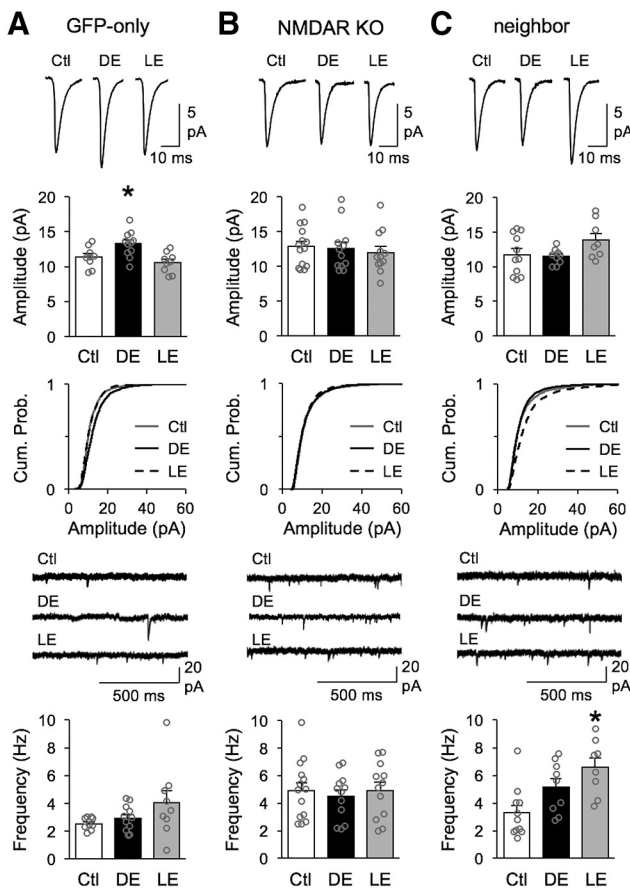 A GFP-only B NMDAR KO C neighbor
Ctl DE LE Ctl DE LE Ctl DE LE
5 pA 5 pA 5 pA
10 ms 10 ms 10 ms
*
Amplitude (pA) Amplitude (pA) Amplitude (pA)
20 20 20
15 15 15
10 10 10
5 5 5
0 0 0
Ctl DE LE Ctl DE LE Ctl DE LE
Cum. Prob. Cum. Prob. Cum. Prob.
1 1 1
Ctl Ctl Ctl
DE DE DE
LE LE LE
0 0 0
0 20 40 60 0 20 40 60 0 20 40 60
Amplitude (pA) Amplitude (pA) Amplitude (pA)
Ctl Ctl Ctl
DE DE DE
LE LE LE
20 pA 20 pA 20 pA
500 ms 500 ms 500 ms
*
Frequency (Hz) Frequency (Hz) Frequency (Hz)
10 10 10
8 8 8
6 6 6
4 4 4
2 2 2
0 0 0
Ctl DE LE Ctl DE LE Ctl DE LE